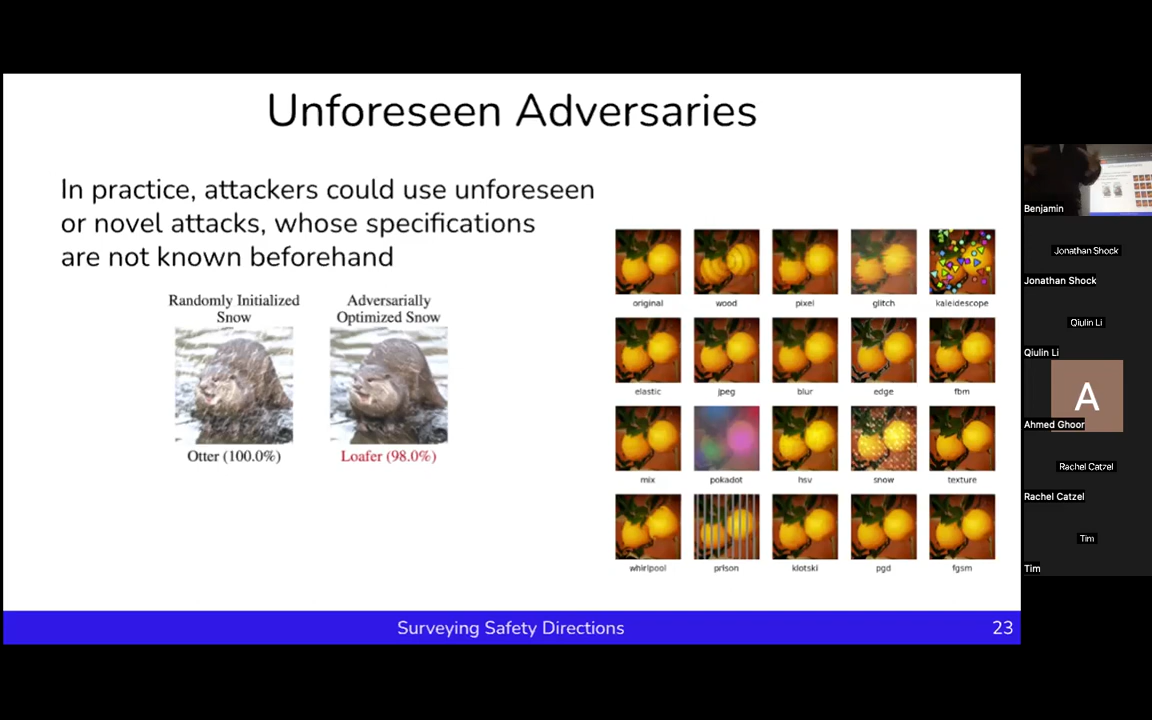 Unforeseen Adversaries
In practice, attackers could use unforeseen
or novel attacks, whose specifications
are not known beforehand
Randomly Initialized
Snow
Adversarially
Optimized Snow
Otter (100.0%)
Loafer (98.0%)
original
wood
pixel
glitch
kaleidescope
elastic
jpeg
blur
edge
fbm
mix
pokadot
hsv
snow
texture
whirlpool
prison
klotski
pgd
fgsm
Surveying Safety Directions
23
Benjamin
Jonathan Shock
Jonathan Shock
Qiulin Li
Qiulin Li
A
Ahmed Ghoor
Rachel Catzel
Rachel Catzel
Tim
Tim